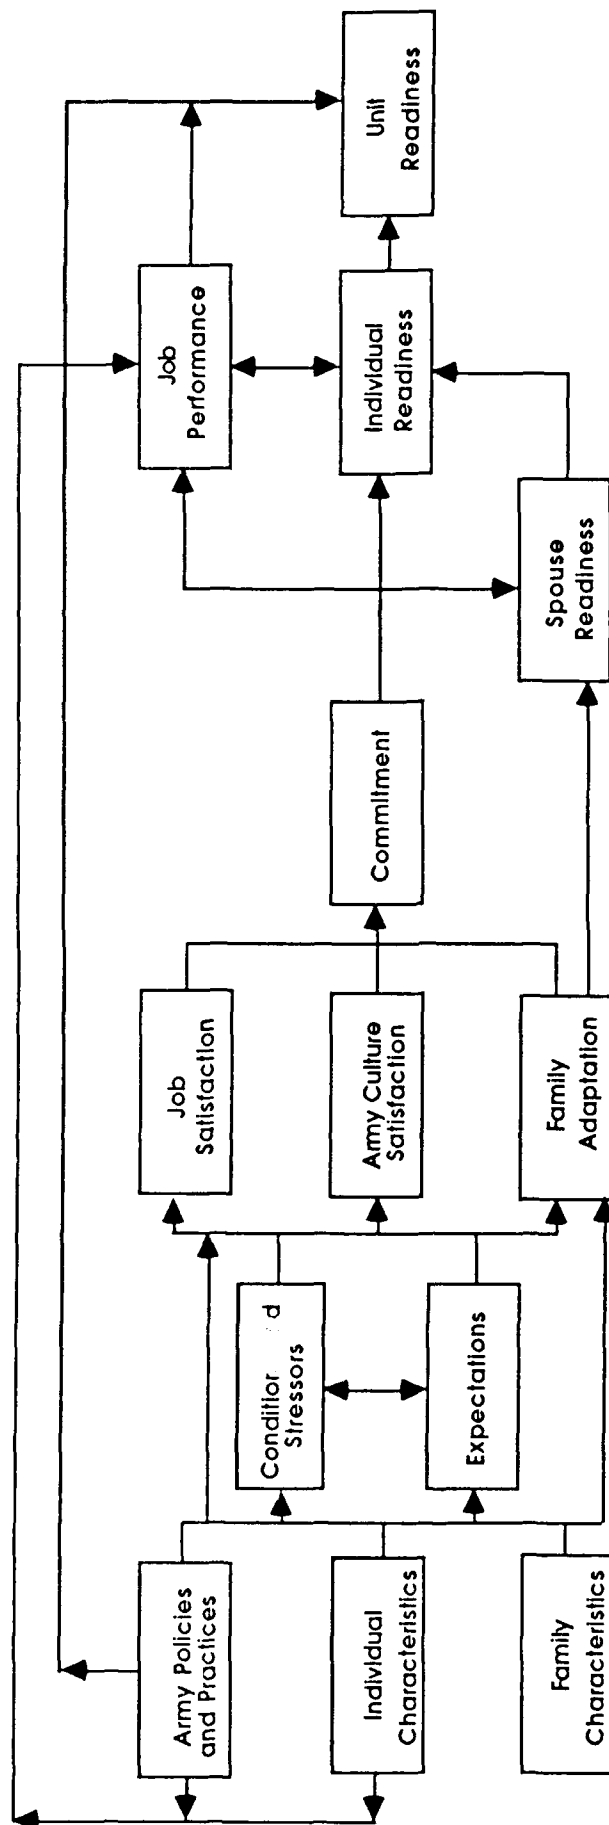 Army Policies
and Practices
Individual
Characteristics
Family
Characteristics
Stressors
Expectations
Job
Satisfaction
Army Culture
Satisfaction
Family
Adaptation
Commitment
Job
Performance
Individual
Readiness
Spouse
Readiness
Unit
Readiness